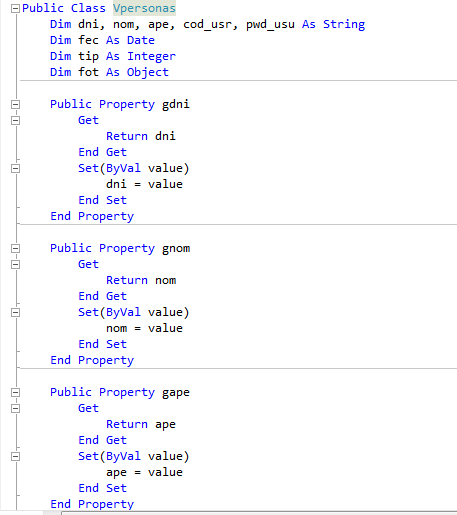 Public Class Vpersonas
    Dim dni, nom, ape, cod_usr, pwd_usu As String
    Dim fec As Date
    Dim tip As Integer
    Dim fot As Object
    Public Property gdni
        Get
            Return dni
        End Get
        Set(ByVal value)
            dni = value
        End Set
    End Property
    Public Property gnom
        Get
            Return nom
        End Get
        Set(ByVal value)
            nom = value
        End Set
    End Property
    Public Property gape
        Get
            Return ape
        End Get
        Set(ByVal value)
            ape = value
        End Set
    End Property